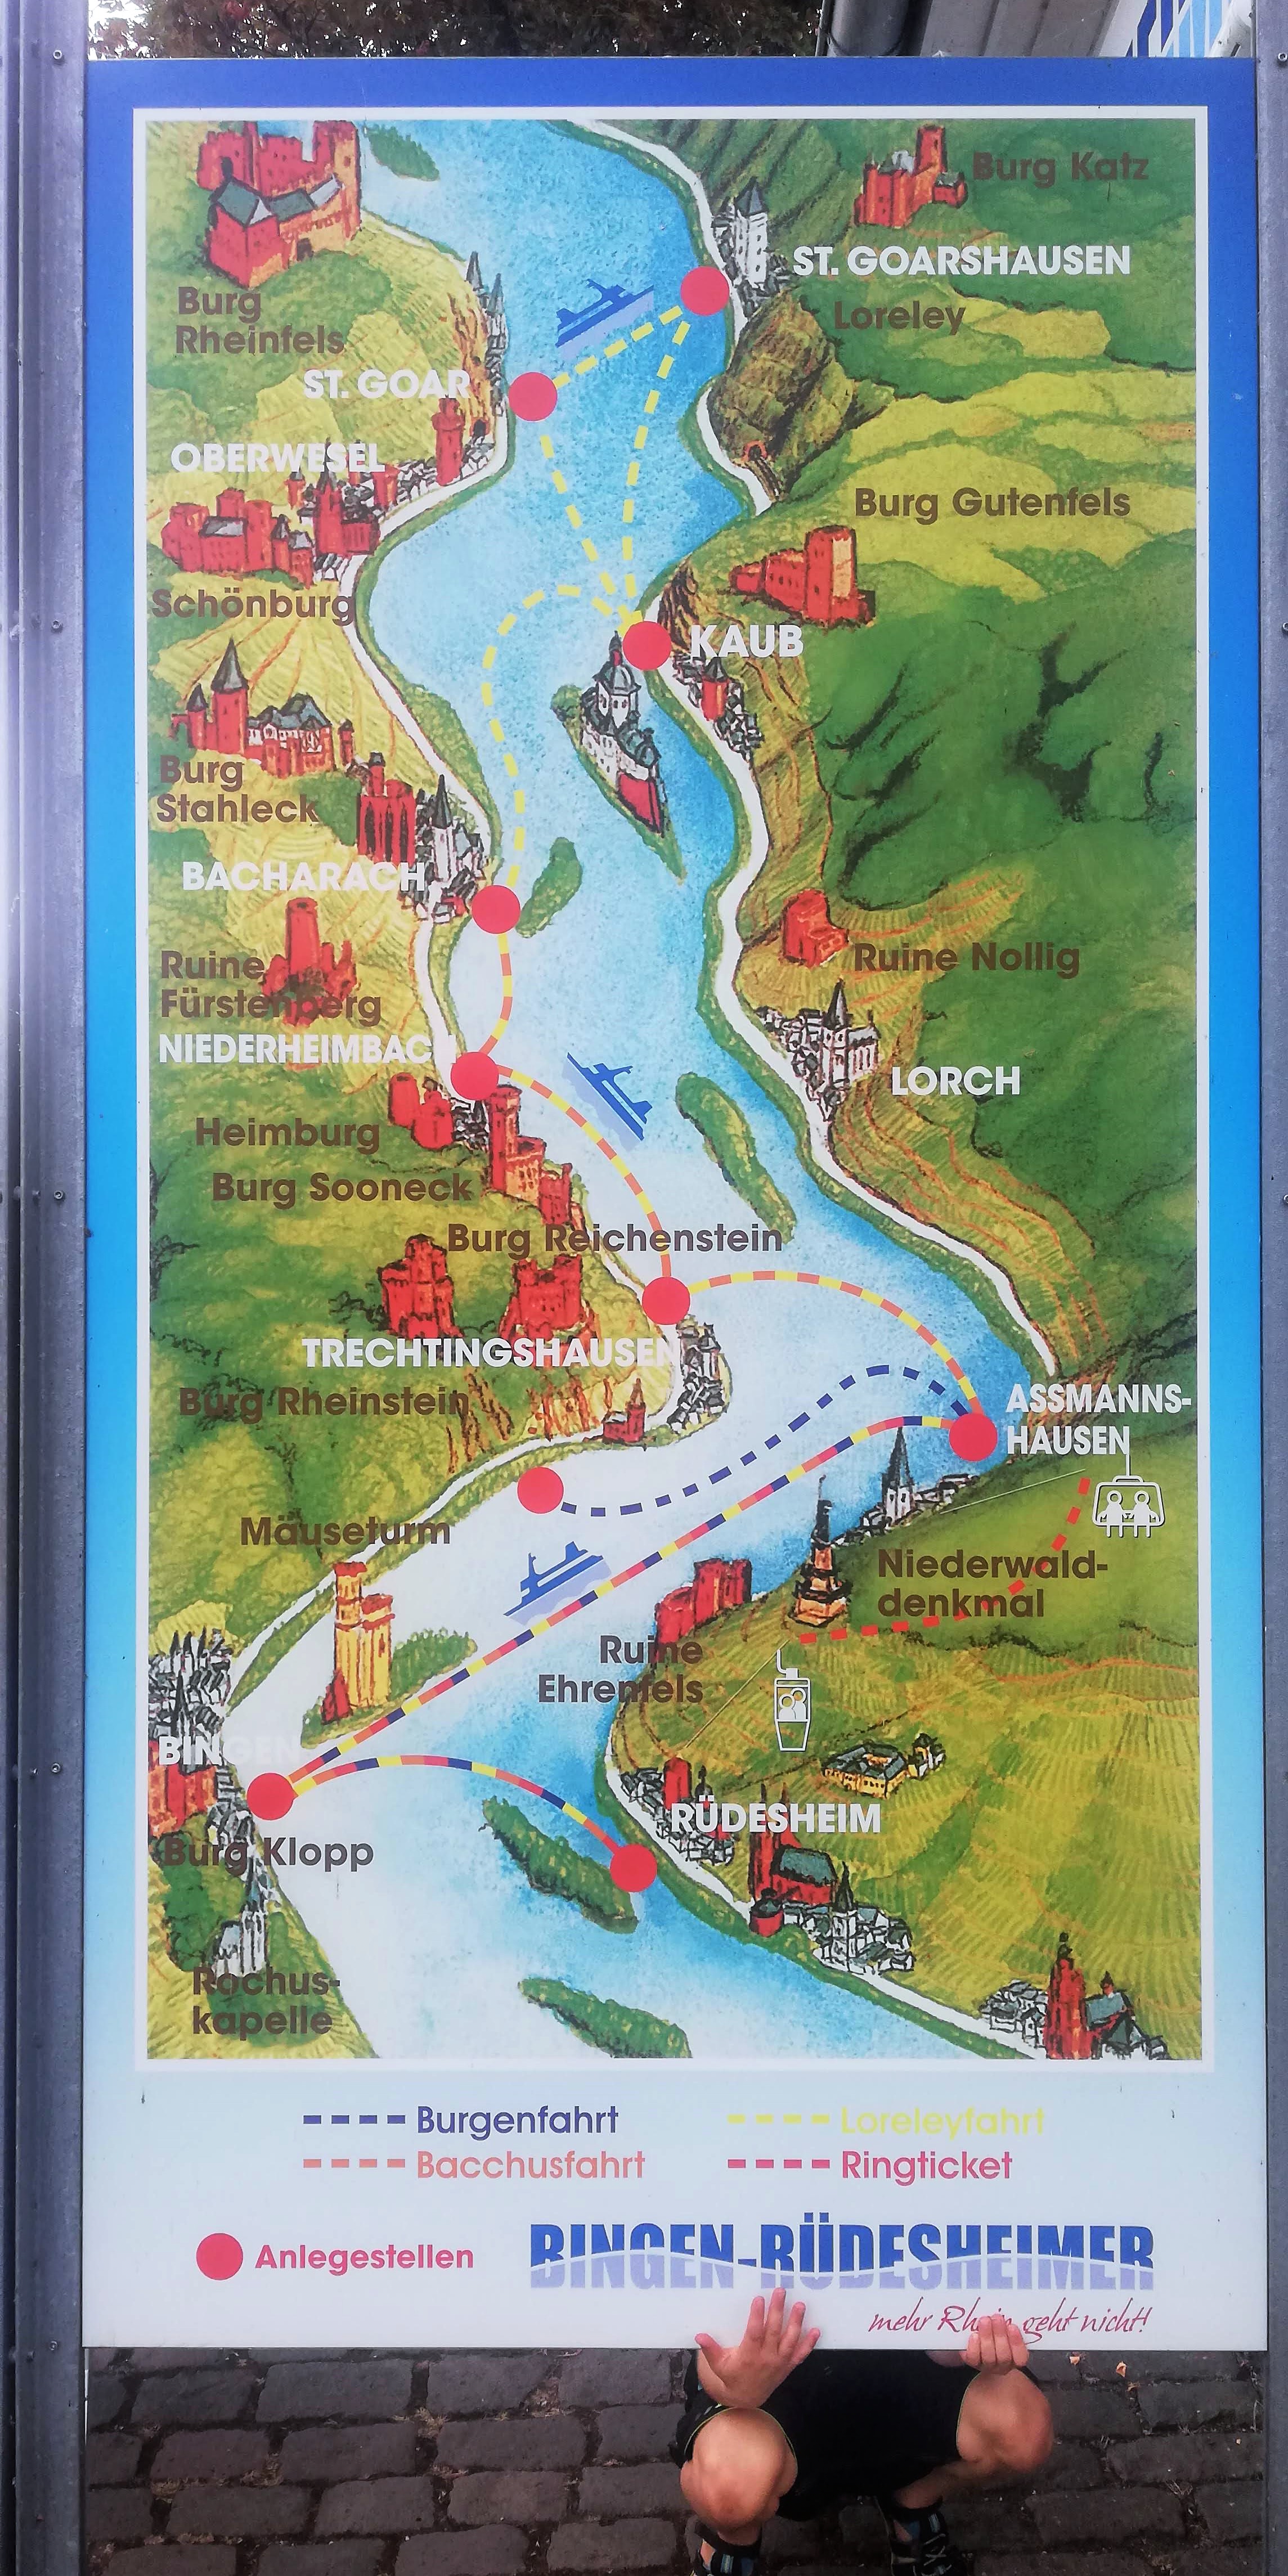 Burg Katz
ST. GOARSHAUSEN
Loreley
Burg
Rheinfels
ST. GOAR
OBERWESEL
Burg Gutenfels
Schönburg
KAUB
Burg
Stahleck
BACHARACH
Ruine Nollig
Ruine
Fürstenberg
NIEDERHEIMBACH
LORCH
Heimburg
Burg Sooneck
Burg Reichenstein
TRECHTINGSHAUSEN
Burg Rheinstein
ASSMANNS-
HAUSEN
Mäuseturm
Niederwald-
denkmal
Ruine
Ehrenfels
BINGEN
RÜDESHEIM
Burg Klopp
Rochus-
kapelle
Burgenfahrt
Loreleyfahrt
Bacchusfahrt
Ringticket
Anlegestellen
BINGEN-RÜDESHEIMER
mehr Rhein geht nicht!